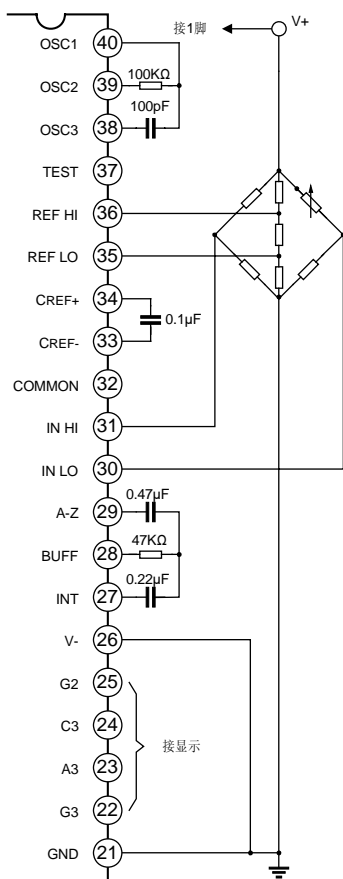 接1脚
V+
OSC1 40
OSC2 39 100KΩ
OSC3 38 100pF
TEST 37
REF HI 36
REF LO 35
CREF+ 34
0.1µF
CREF- 33
COMMON 32
IN HI 31
IN LO 30
A-Z 29 0.47µF
BUFF 28 47KΩ
INT 27 0.22µF
V- 26
G2 25
C3 24
接显示
A3 23
G3 22
GND 21